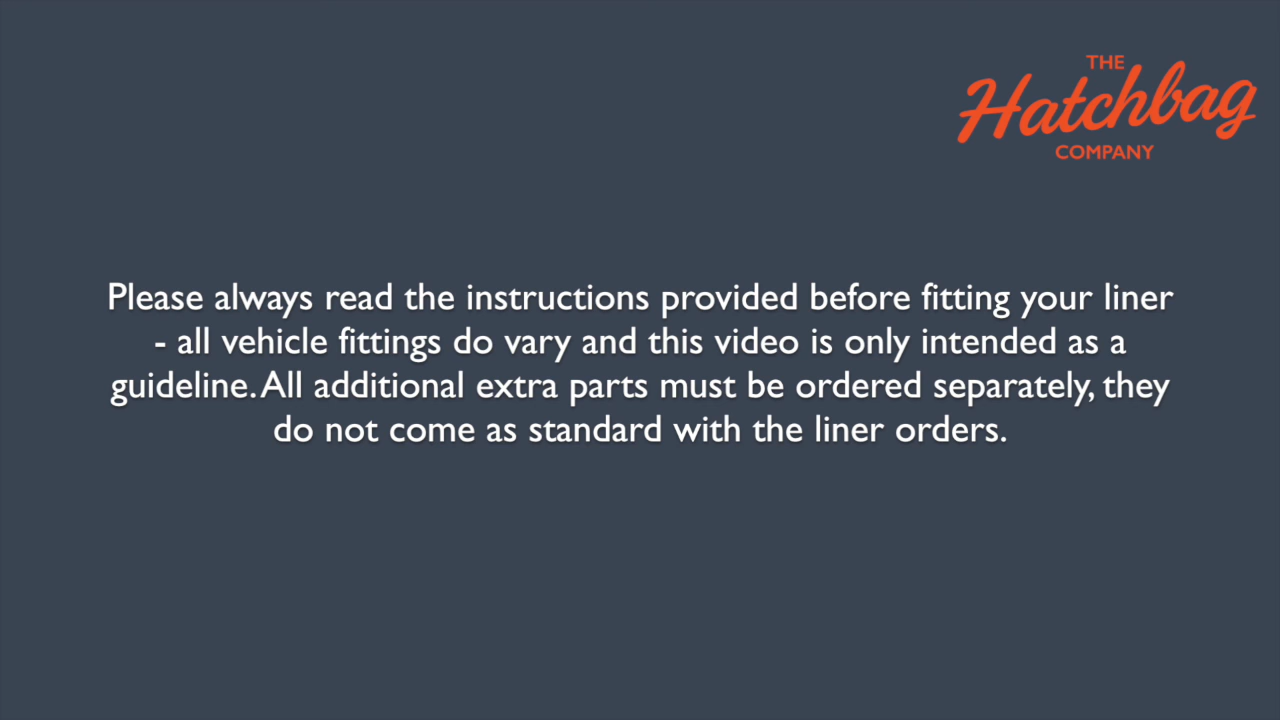 THE
Hatchbag
COMPANY
Please always read the instructions provided before fitting your liner
- all vehicle fittings do vary and this video is only intended as a
guideline. All additional extra parts must be ordered separately, they
do not come as standard with the liner orders.